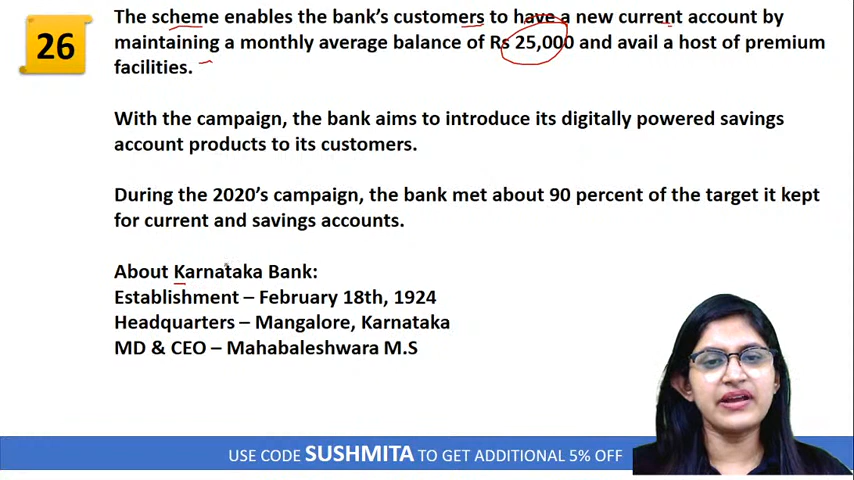 26
The scheme enables the bank's customers to have a new current account by
maintaining a monthly average balance of Rs 25,000 and avail a host of premium
facilities.
With the campaign, the bank aims to introduce its digitally powered savings
account products to its customers.
During the 2020's campaign, the bank met about 90 percent of the target it kept
for current and savings accounts.
About Karnataka Bank:
Establishment – February 18th, 1924
Headquarters – Mangalore, Karnataka
MD & CEO – Mahabaleshwara M.S
USE CODE SUSHMITA TO GET ADDITIONAL 5% OFF